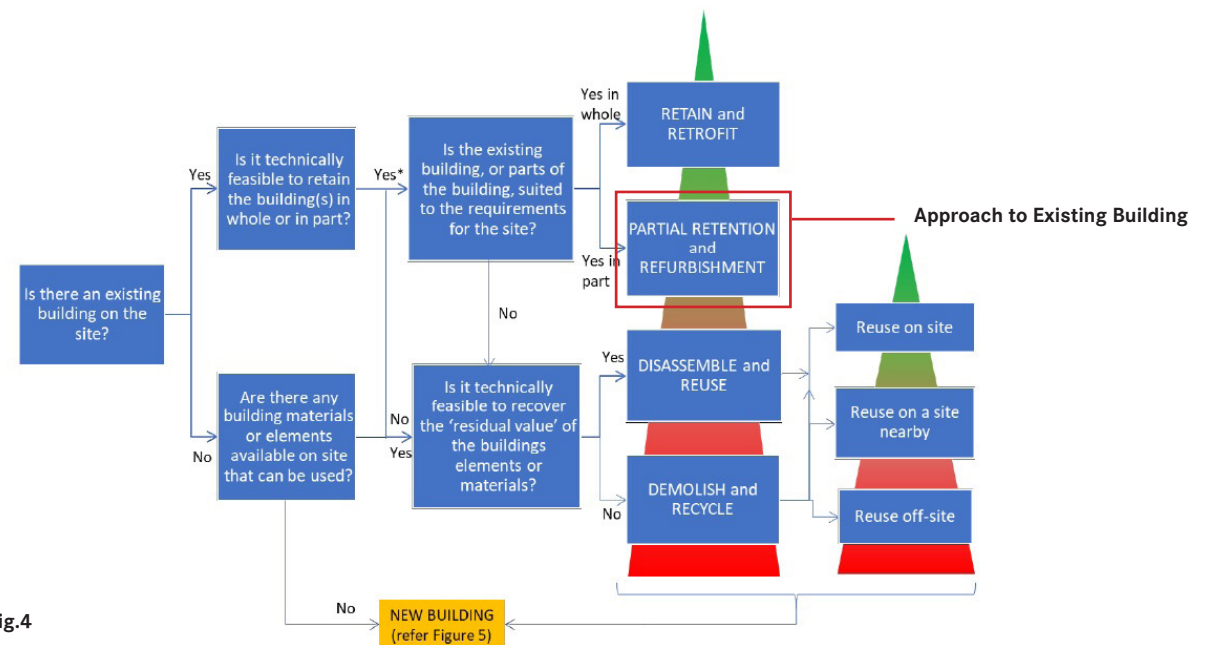 Yes in
whole
RETAIN and
RETROFIT
Is it technically
feasible to retain
the building(s) in
whole or in part?
Yes
Yes*
Is the existing
building, or parts of
the building, suited
to the requirements
for the site?
PARTIAL RETENTION
and
REFURBISHMENT
Approach to Existing Building
Yes in
part
Is there an existing
building on the
site?
No
Reuse on site
Yes
DISASSEMBLE and
REUSE
Are there any
building materials
or elements
available on site
that can be used?
No
No
Yes
Is it technically
feasible to recover
the ‘residual value’ of
the buildings
elements or
materials?
Reuse on a site
nearby
No
DEMOLISH and
RECYCLE
Reuse off-site
ig.4
No
NEW BUILDING
(refer Figure 5)